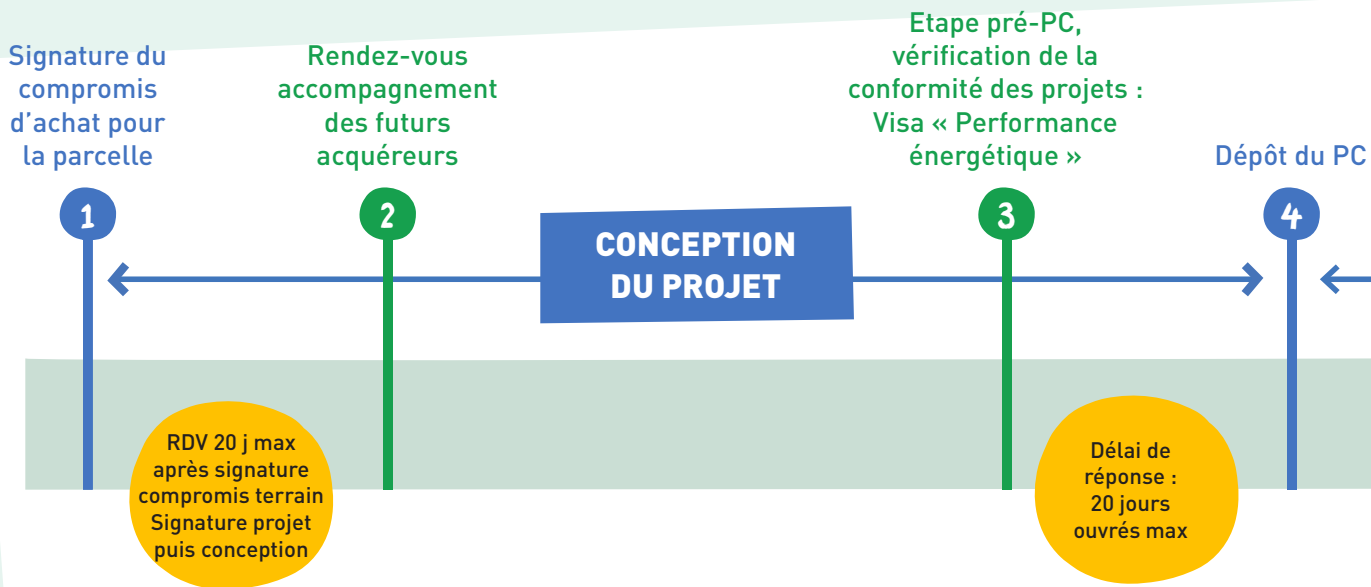 Signature du
compromis
d'achat pour
la parcelle
1
Rendez-vous
accompagnement
des futurs
acquéreurs
2
Etape pré-PC,
vérification de la
conformité des projets :
Visa « Performance
énergétique »
3
Dépôt du PC
4
CONCEPTION
DU PROJET
RDV 20 j max
après signature
compromis terrain
Signature projet
puis conception
Délai de
réponse :
20 jours
ouvrés max